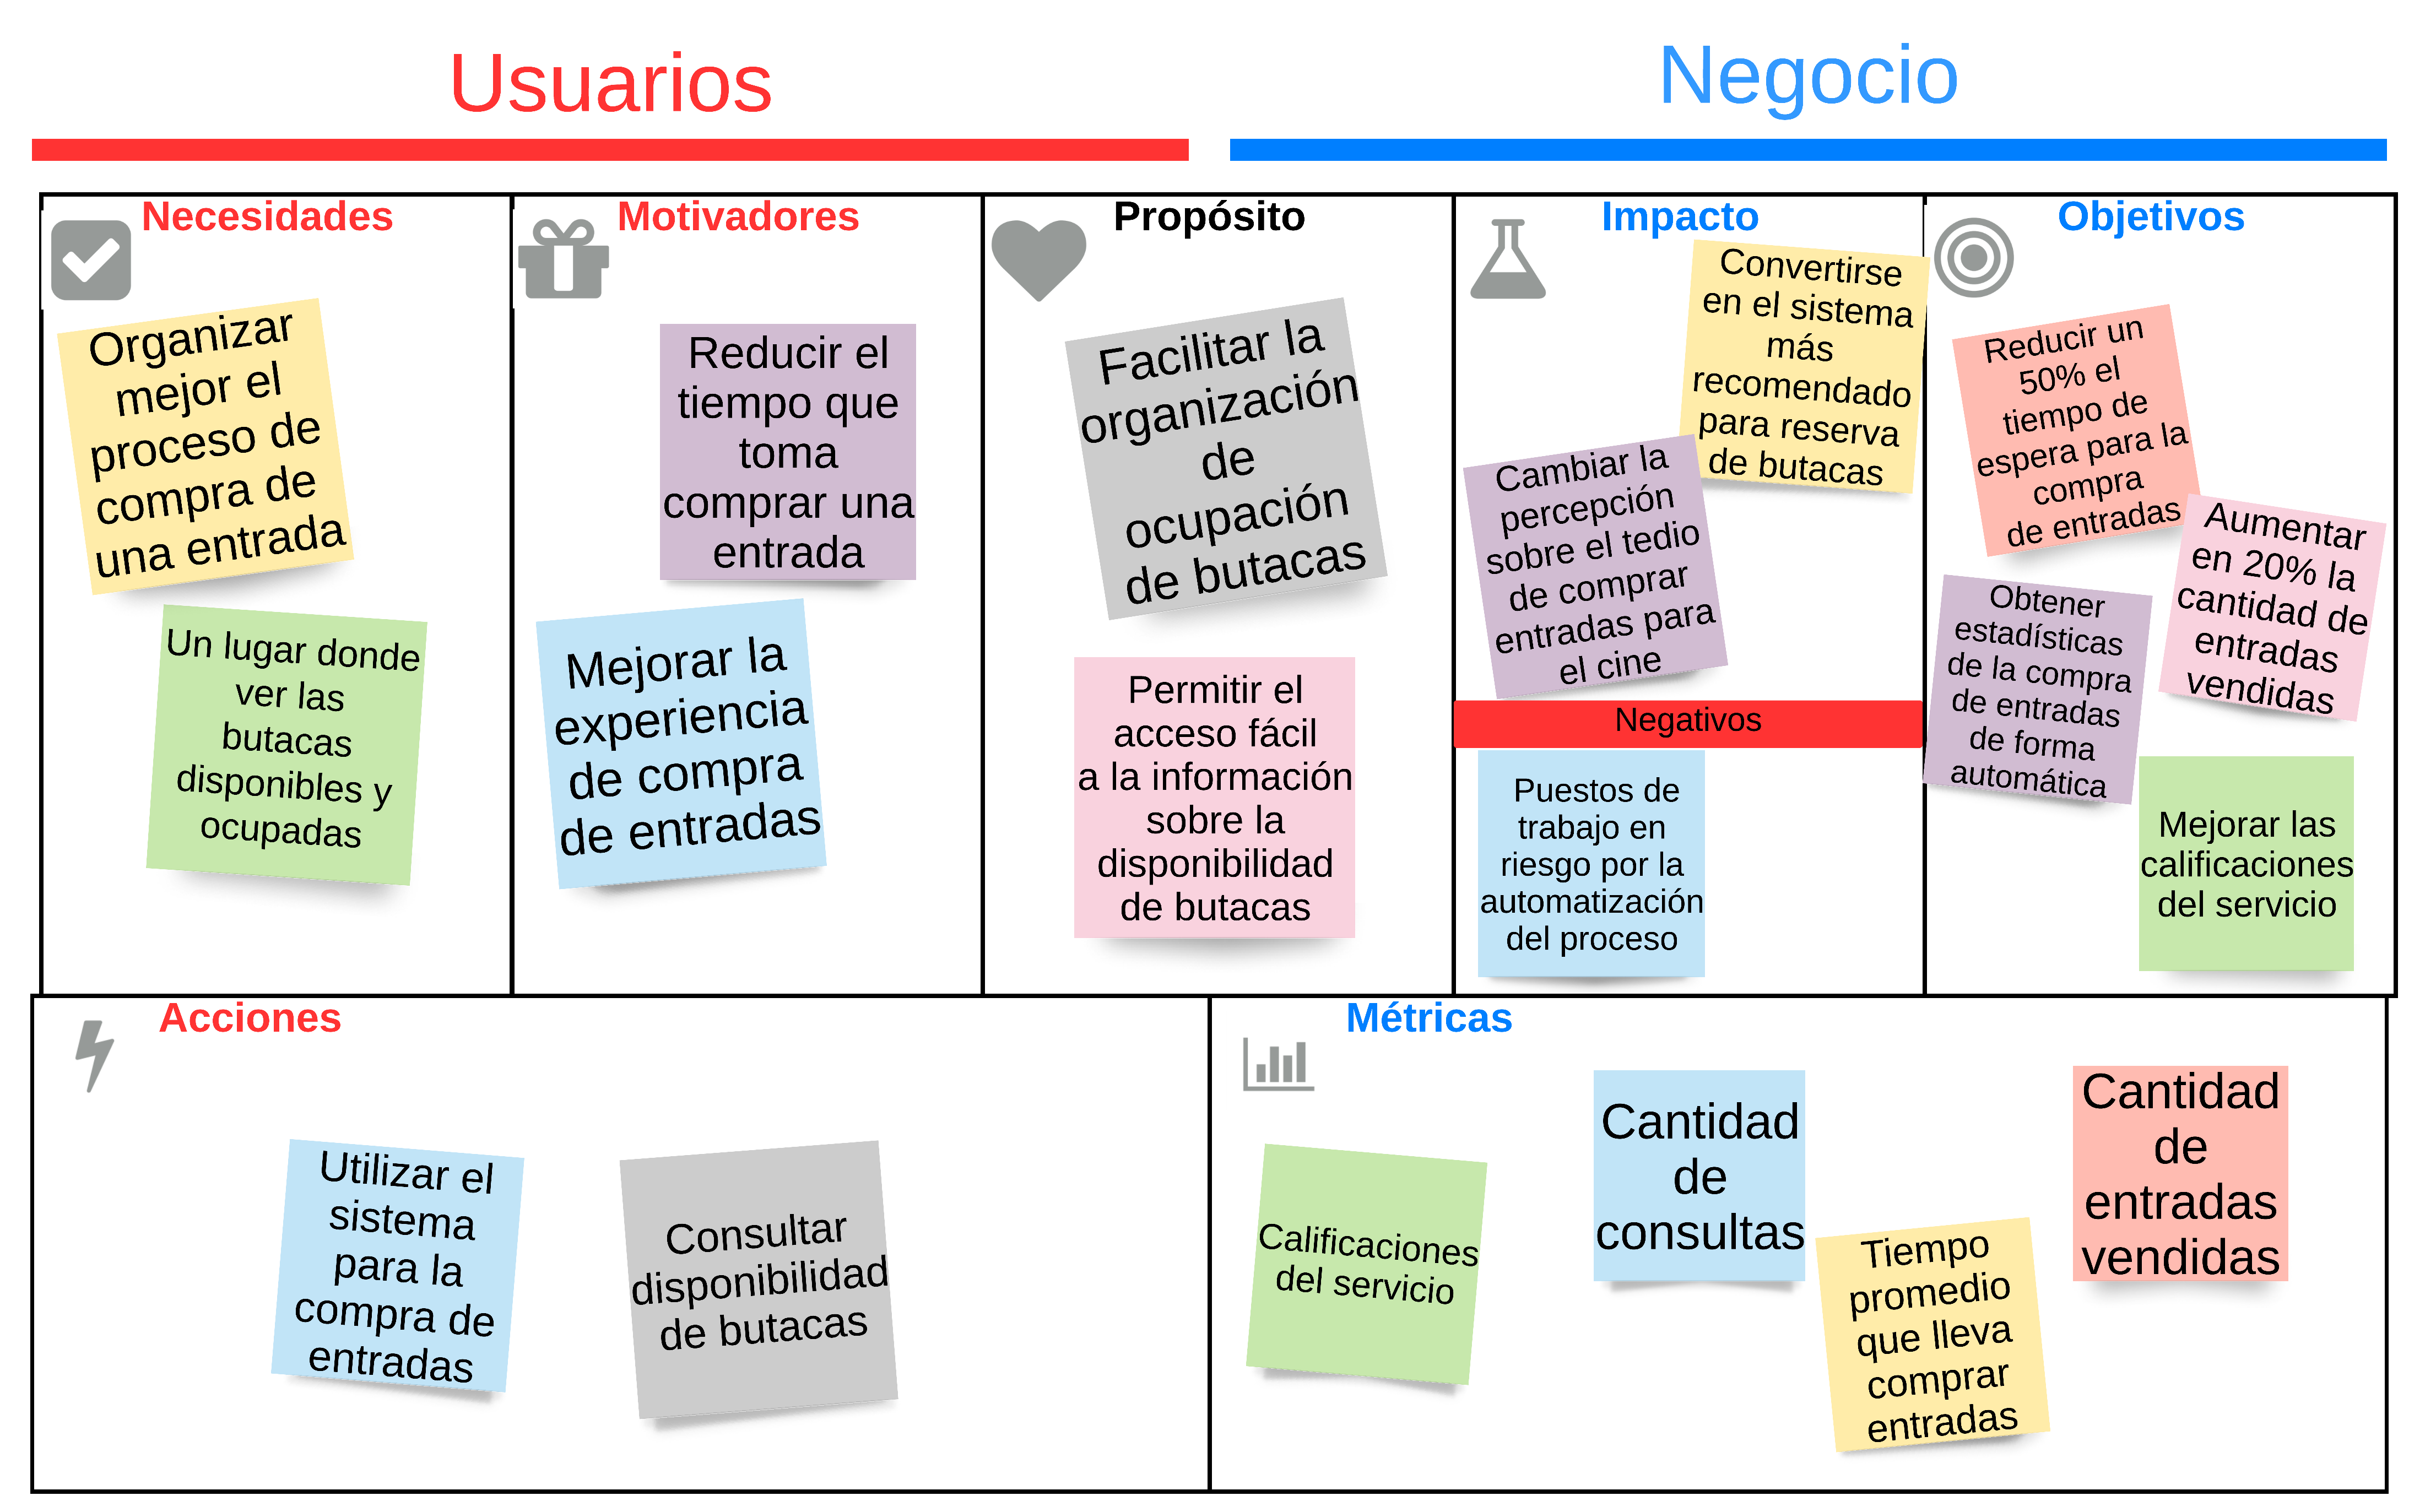 Usuarios
Negocio
Necesidades
Organizar
mejor el
proceso de
compra de
una entrada
Un lugar donde
ver las
butacas
disponibles y
ocupadas
Motivadores
Reducir el
tiempo que
toma
comprar una
entrada
Mejorar la
experiencia
de compra
de entradas
Propósito
Facilitar la
organización
de
ocupación
de butacas
Permitir el
acceso fácil
a la información
sobre la
disponibilidad
de butacas
Impacto
Convertirse
en el sistema
más
recomendado
para reserva
de butacas
Cambiar la
percepción
sobre el tedio
de comprar
entradas para
el cine
Negativos
Puestos de
trabajo en
riesgo por la
automatización
del proceso
Objetivos
Reducir un
50% el
tiempo de
espera para la
compra
de entradas
Aumentar
en 20% la
cantidad de
entradas
vendidas
Obtener
estadísticas
de la compra
de entradas
de forma
automática
Mejorar las
calificaciones
del servicio
Acciones
Utilizar el
sistema
para la
compra de
entradas
Consultar
disponibilidad
de butacas
Métricas
Calificaciones
del servicio
Cantidad
de
consultas
Tiempo
promedio
que lleva
comprar
entradas
Cantidad
de
entradas
vendidas